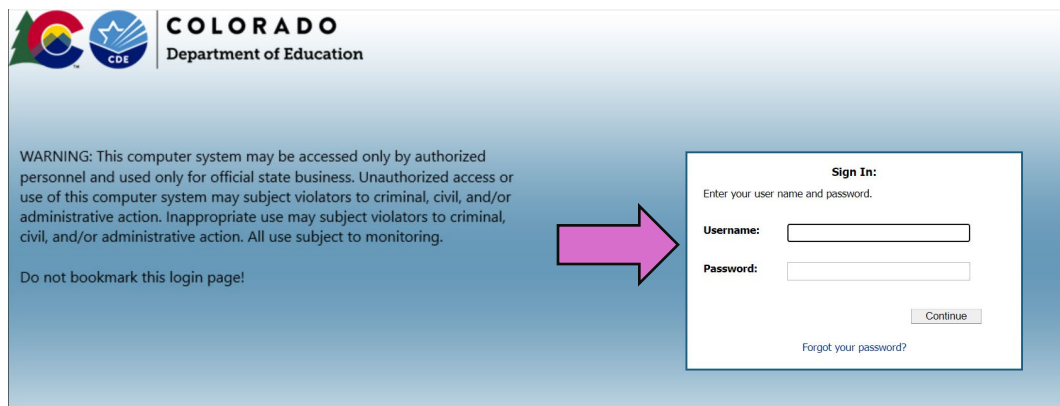 COLORADO
Department of Education
CDE
TM
WARNING: This computer system may be accessed only by authorized
personnel and used only for official state business. Unauthorized access or
use of this computer system may subject violators to criminal, civil, and/or
administrative action. Inappropriate use may subject violators to criminal,
civil, and/or administrative action. All use subject to monitoring.
Do not bookmark this login page!
Sign In:
Enter your user name and password.
Username:
Password:
Continue
Forgot your password?